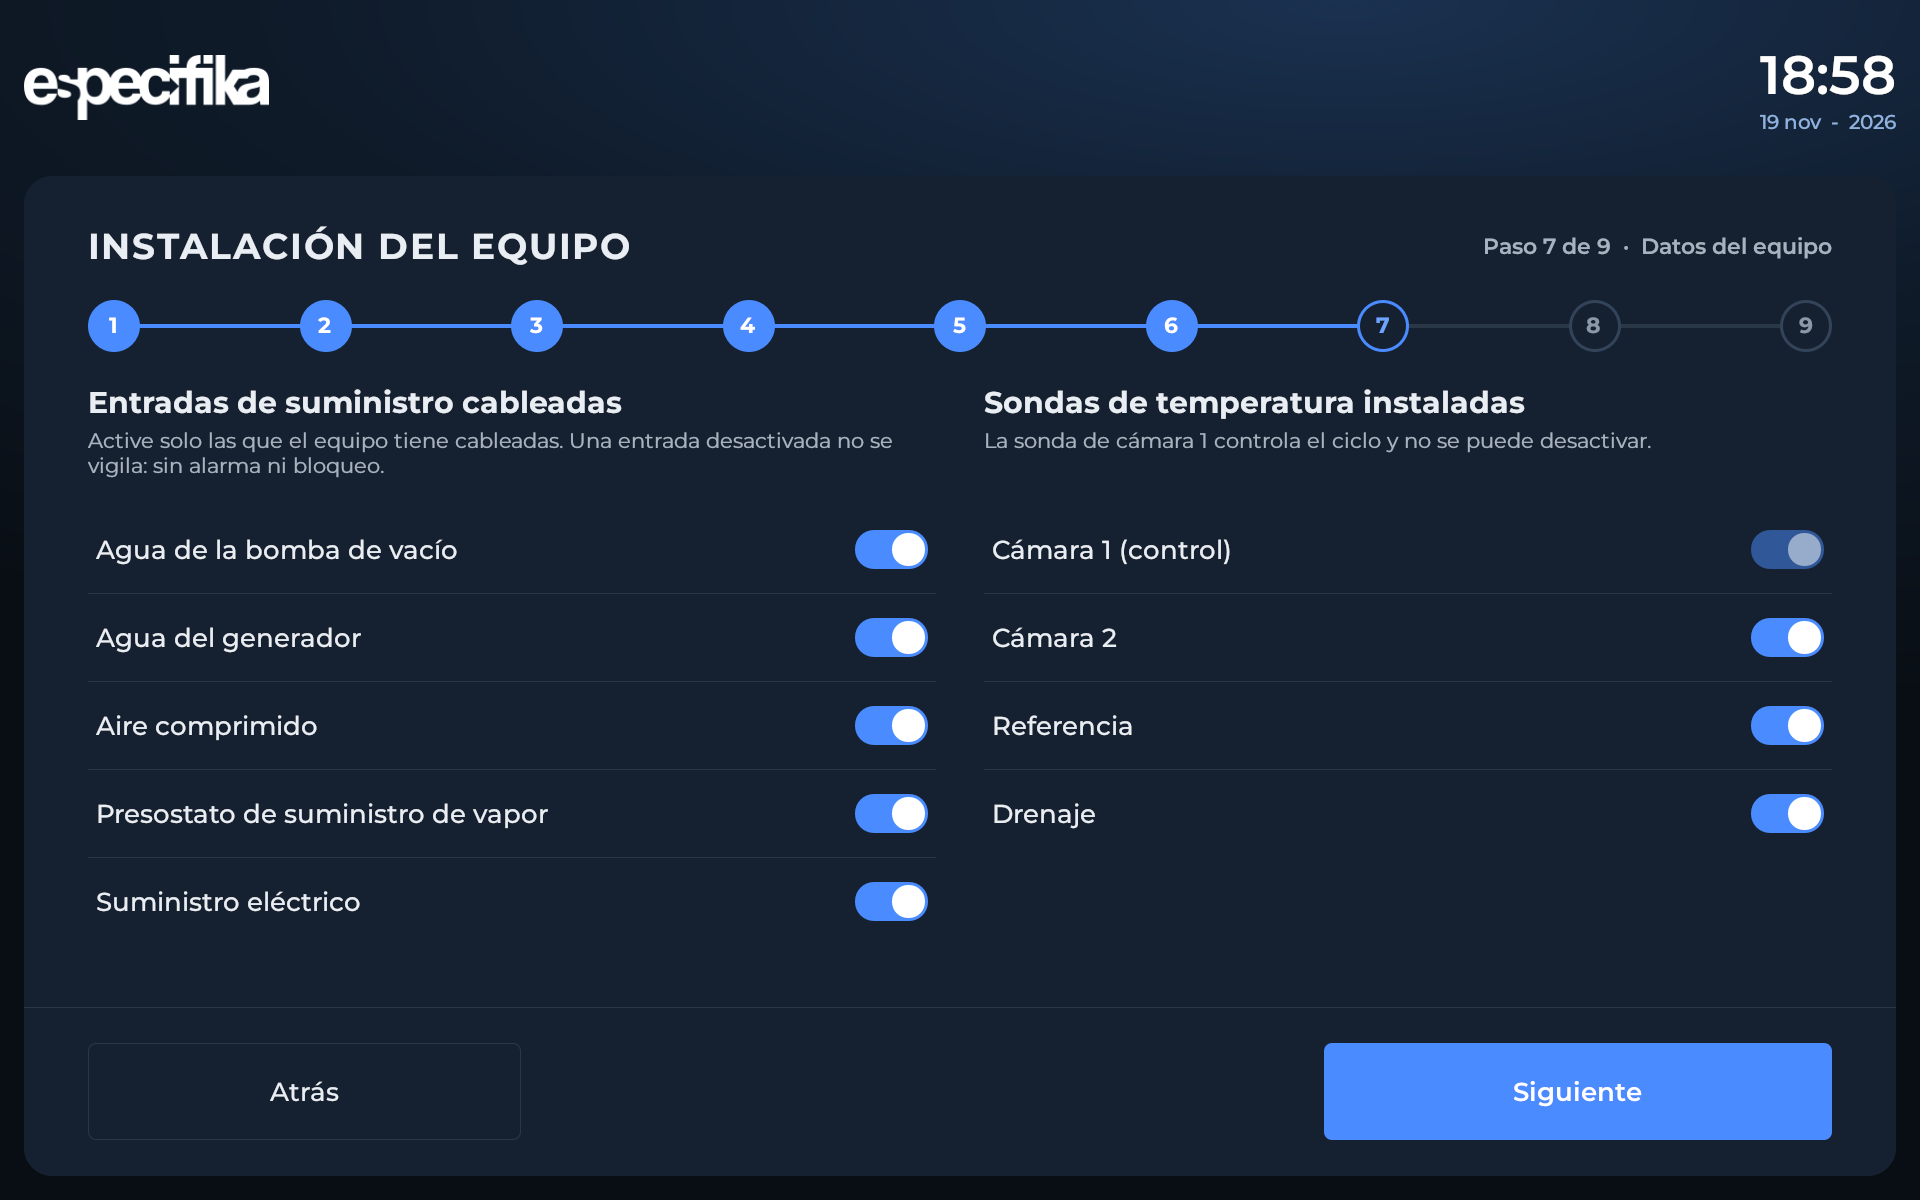 especifika
18:58
19 nov - 2026
INSTALACIÓN DEL EQUIPO
Paso 7 de 9 · Datos del equipo
1 2 3 4 5 6 7 8 9
Entradas de suministro cableadas
Active solo las que el equipo tiene cableadas. Una entrada desactivada no se
vigila: sin alarma ni bloqueo.
Agua de la bomba de vacío
Agua del generador
Aire comprimido
Presostato de suministro de vapor
Suministro eléctrico
Sondas de temperatura instaladas
La sonda de cámara 1 controla el ciclo y no se puede desactivar.
Cámara 1 (control)
Cámara 2
Referencia
Drenaje
Atrás
Siguiente